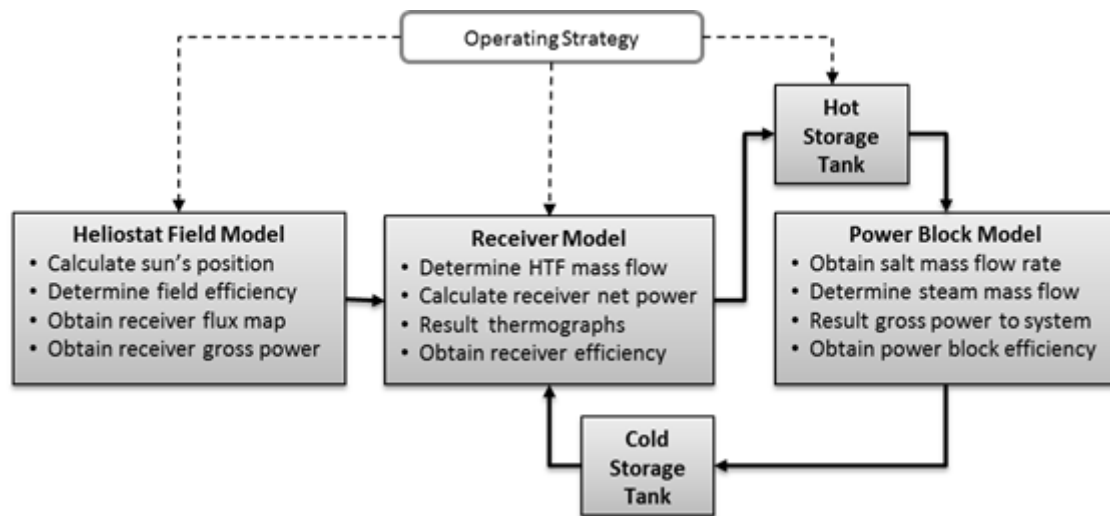 Operating Strategy
Hot
Storage
Tank
Heliostat Field Model
• Calculate sun's position
• Determine field efficiency
• Obtain receiver flux map
• Obtain receiver gross power
Receiver Model
• Determine HTF mass flow
• Calculate receiver net power
• Result thermographs
• Obtain receiver efficiency
Power Block Model
• Obtain salt mass flow rate
• Determine steam mass flow
• Result gross power to system
• Obtain power block efficiency
Cold
Storage
Tank